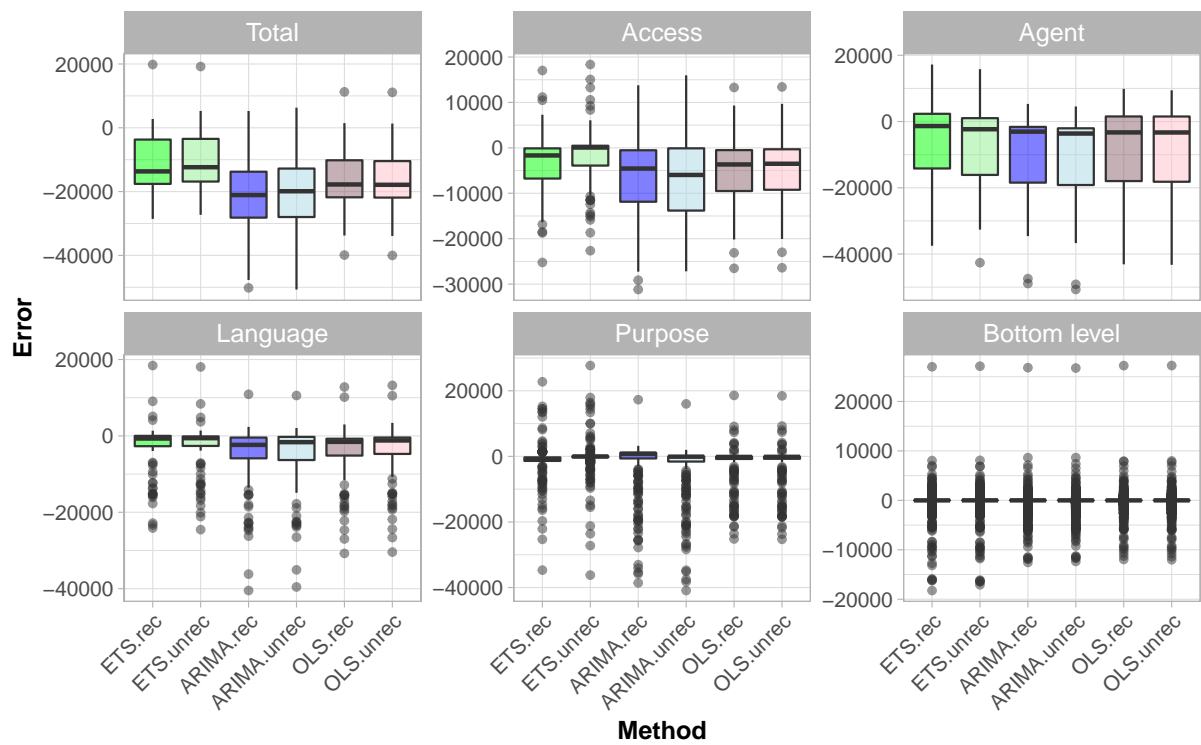 Total
Access
Agent
20000
0
−20000
−40000
20000
10000
0
−10000
−20000
−30000
20000
0
−20000
−40000
Error
Language
Purpose
Bottom level
20000
0
−20000
−40000
40000
20000
0
−20000
−40000
20000
10000
0
−10000
−20000
ETS.rec
ETS.unrec
ARIMA.rec
ARIMA.unrec
OLS.rec
OLS.unrec
ETS.rec
ETS.unrec
ARIMA.rec
ARIMA.unrec
OLS.rec
OLS.unrec
ETS.rec
ETS.unrec
ARIMA.rec
ARIMA.unrec
OLS.rec
OLS.unrec
Method